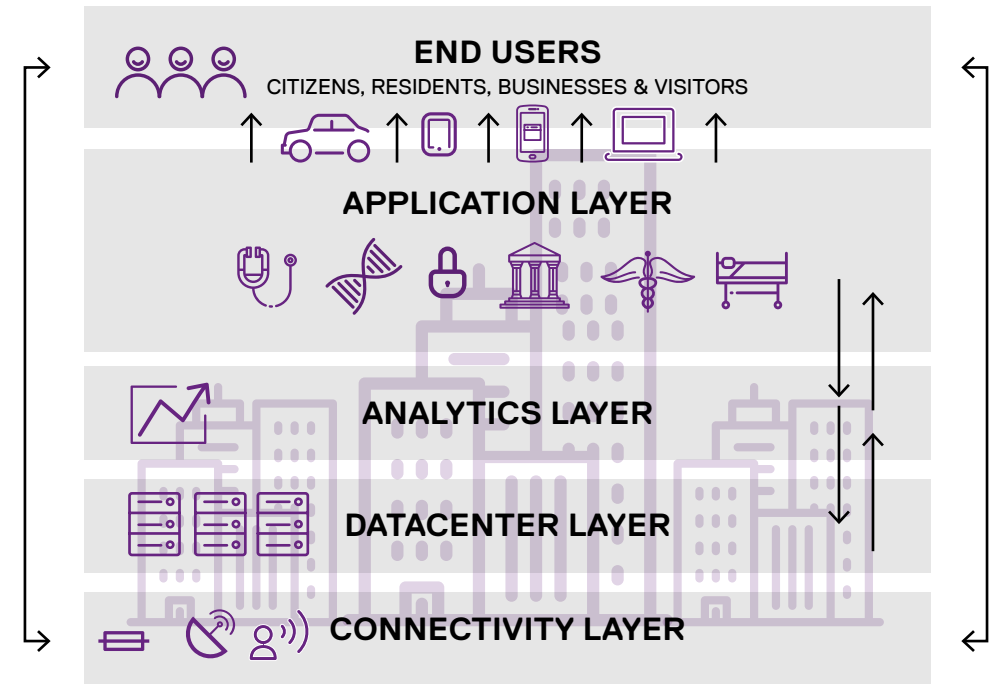 END USERS
CITIZENS, RESIDENTS, BUSINESSES & VISITORS
APPLICATION LAYER
ANALYTICS LAYER
DATACENTER LAYER
CONNECTIVITY LAYER